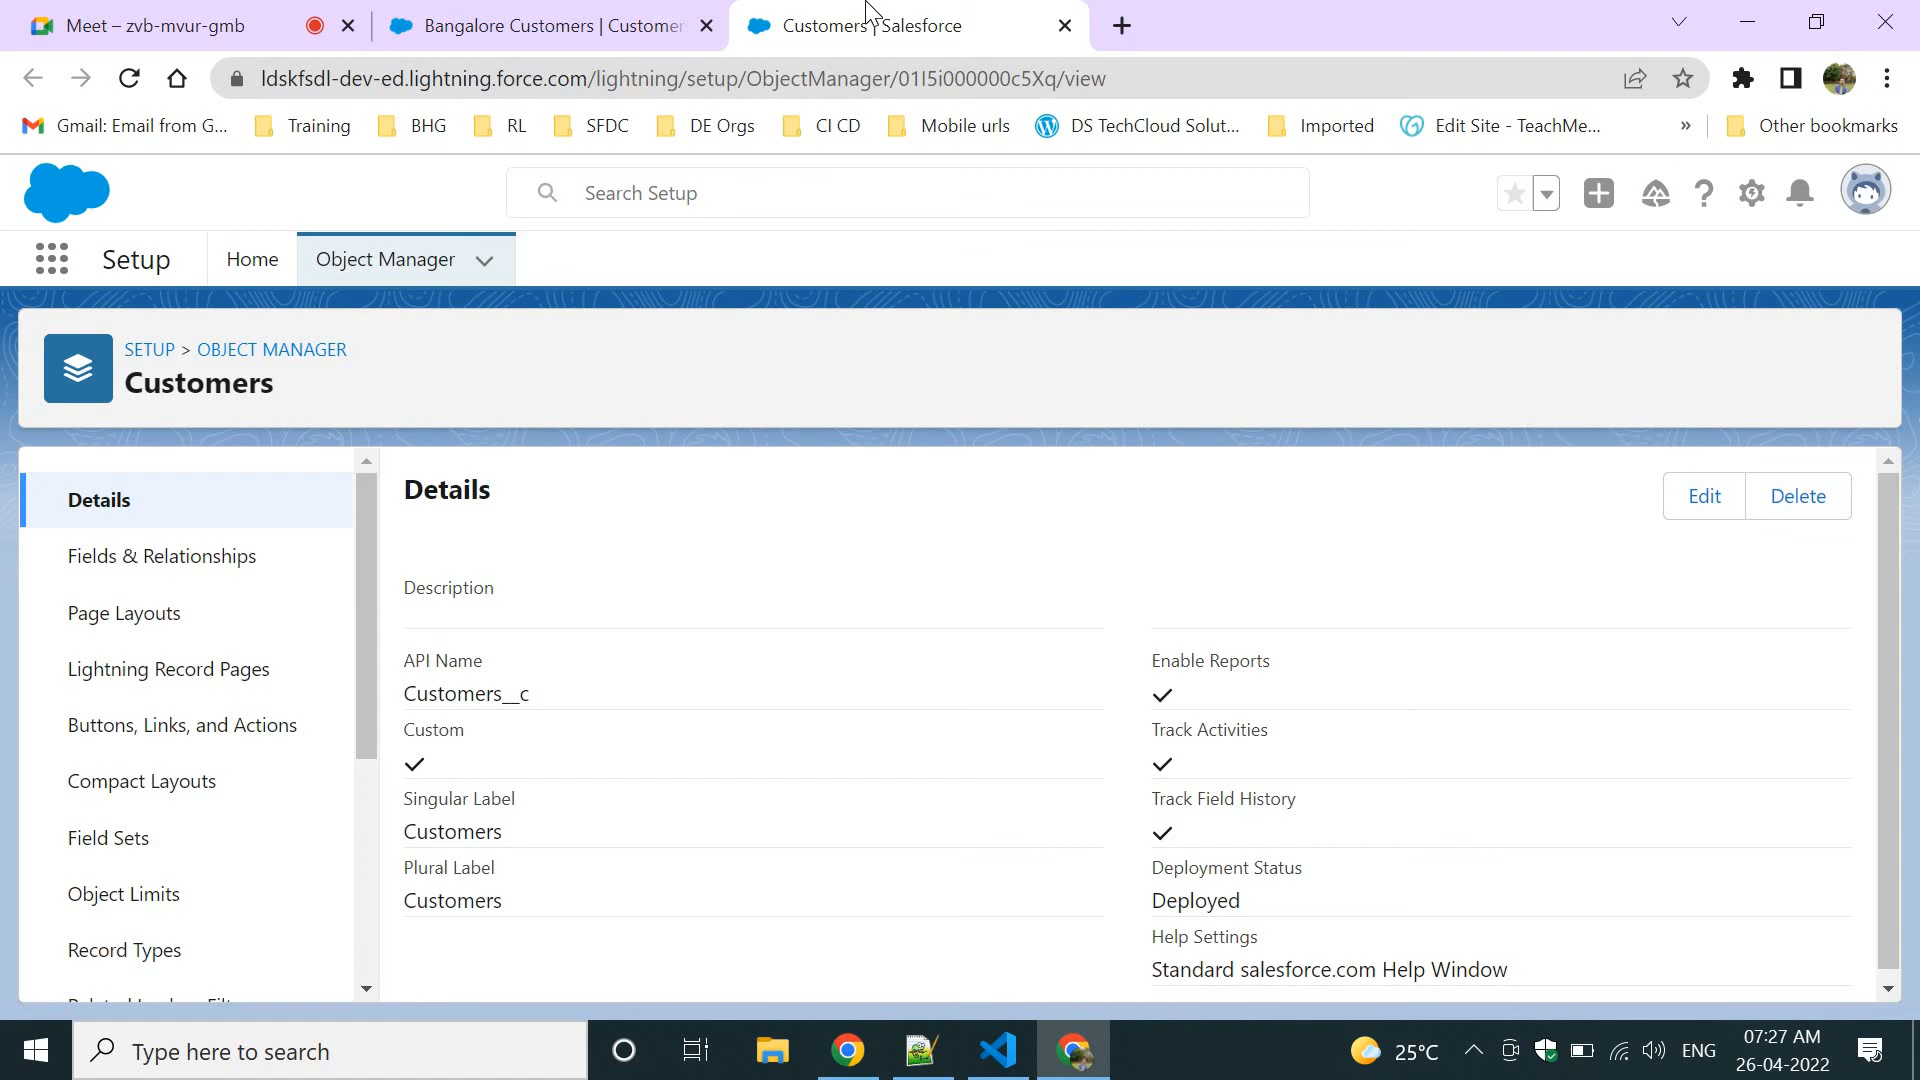 Meet – zvb-mvur-gmb
Bangalore Customers | Customer
Customers | Salesforce
ldskfsdl-dev-ed.lightning.force.com/lightning/setup/ObjectManager/01I5i000000c5Xq/view
Gmail: Email from G...
Training
BHG
RL
SFDC
DE Orgs
CI CD
Mobile urls
DS TechCloud Solut...
Imported
Edit Site - TeachMe...
»
Other bookmarks
Search Setup
Setup
Home
Object Manager
SETUP > OBJECT MANAGER
Customers
Details
Fields & Relationships
Page Layouts
Lightning Record Pages
Buttons, Links, and Actions
Compact Layouts
Field Sets
Object Limits
Record Types
Details
Edit
Delete
Description
API Name
Customers__c
Custom
Singular Label
Customers
Plural Label
Customers
Enable Reports
Track Activities
Track Field History
Deployment Status
Deployed
Help Settings
Standard salesforce.com Help Window
Type here to search
25°C
ENG
07:27 AM
26-04-2022